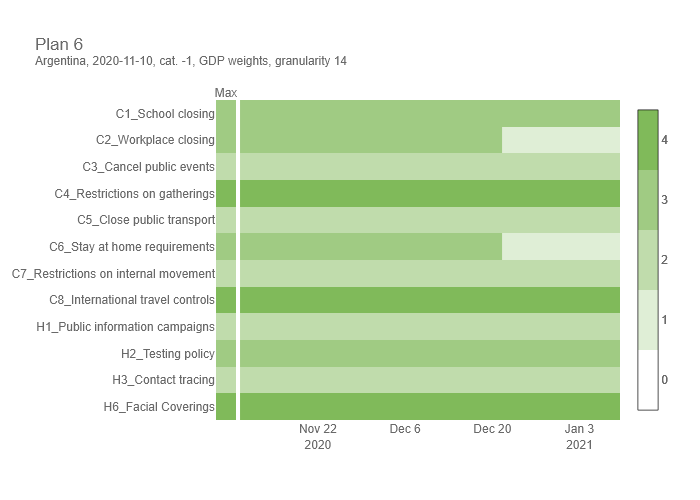 Plan 6
Argentina, 2020-11-10, cat. -1, GDP weights, granularity 14
Max
C1_School closing
C2_Workplace closing
C3_Cancel public events
C4_Restrictions on gatherings
C5_Close public transport
C6_Stay at home requirements
C7_Restrictions on internal movement
C8_International travel controls
H1_Public information campaigns
H2_Testing policy
H3_Contact tracing
H6_Facial Coverings
Nov 22 Dec 6 Dec 20 Jan 3
2020 2021
4
3
2
1
0